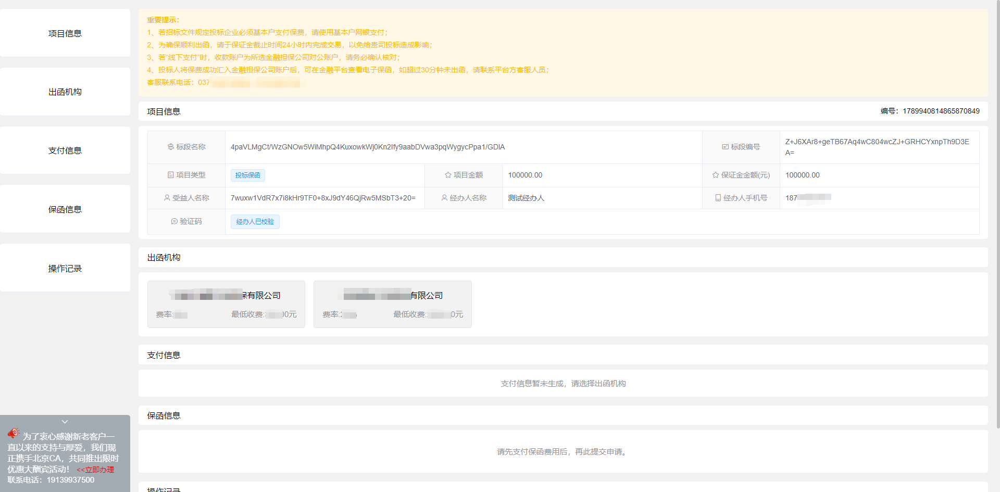 项目信息
出函机构
支付信息
保函信息
操作记录
为了衷心感谢新老客户一
直以来的支持与厚爱，我们现
正携手北京CA，共同推出限时
优惠大酬宾活动！ <<立即办理
联系电话：19139937500
重要提示：
1、若招标文件规定投标企业必须基本户支付保费，请使用基本户网银支付；
2、为确保顺利出函，请于保证金截止时间24小时内完成交易，以免给贵司投标造成影响；
3、若“线下支付”时，收款账户为所选金融担保公司对公账户，请务必确认核对；
4、投标人将保费成功汇入金融担保公司账户后，可在金融平台查看电子保函，如超过30分钟未出函，请联系平台方客服人员；
客服联系电话：037
项目信息 编号：1789940814865870849
标段名称 4paVLMgCt/WzGNOw5WiMhpQ4KuxowkWj0Kn2Ify9aabDVwa3pqWygycPpa1/GDIA 标段编号 Z+J6XAr8+geTB67Aq4wC804wcZJ+GRHCYxnpTh9D3E
A=
项目类型 投标保函 项目金额 100000.00 保证金金额(元) 100000.00
受益人名称 7wuxw1VdR7x7i8kHr9TF0+8xJ9dY46QjRw5MSbT3+20= 经办人名称 测试经办人 经办人手机号 187
验证码 经办人已校验
出函机构
保有限公司 有限公司
费率: 最低收费: 0元 费率: 最低收费: 0元
支付信息
支付信息暂未生成，请选择出函机构
保函信息
请先支付保函费用后，再此提交申请。
操作记录